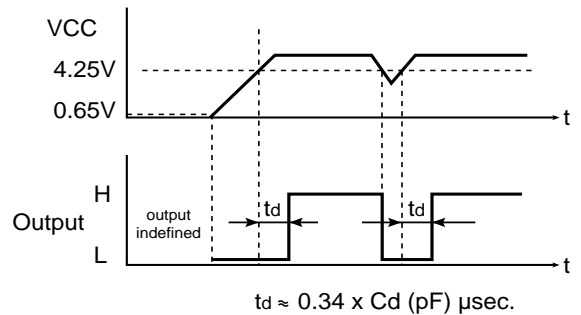 VCC
4.25V
0.65V
t
H
Output
output
indefined
L
td
td
t
td ≈ 0.34 x Cd (pF) µsec.